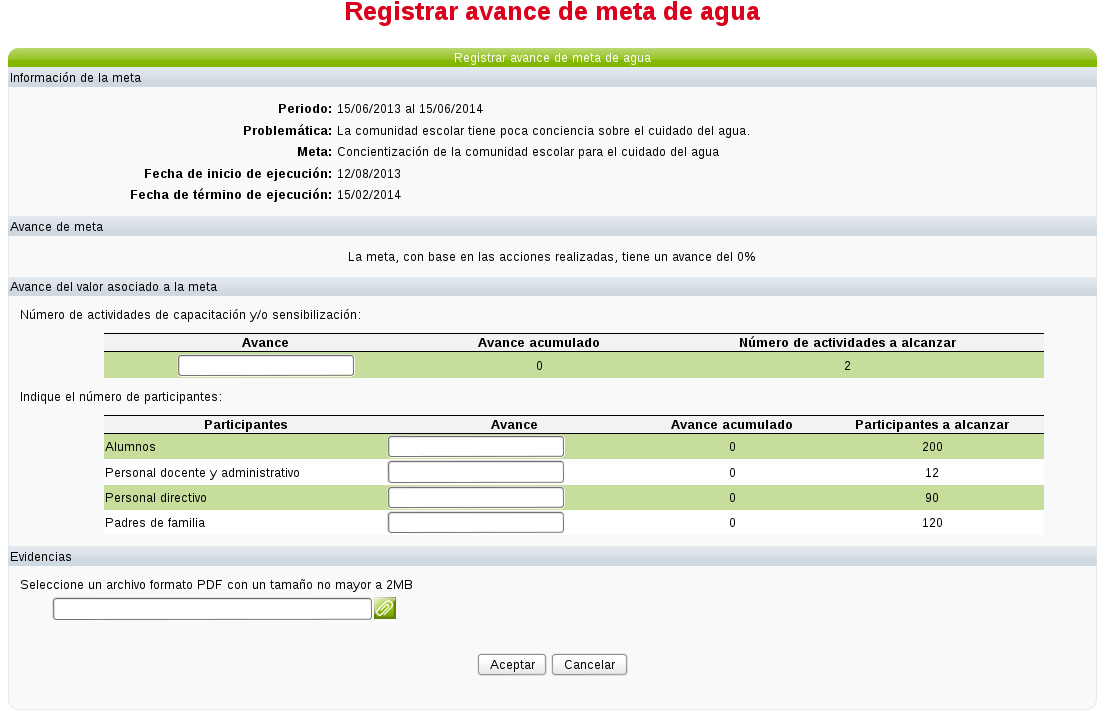 Registrar avance de meta de agua
Registrar avance de meta de agua
Información de la meta
Periodo: 15/06/2013 al 15/06/2014
Problemática: La comunidad escolar tiene poca conciencia sobre el cuidado del agua.
Meta: Concientización de la comunidad escolar para el cuidado del agua
Fecha de inicio de ejecución: 12/08/2013
Fecha de término de ejecución: 15/02/2014
Avance de meta
La meta, con base en las acciones realizadas, tiene un avance del 0%
Avance del valor asociado a la meta
Número de actividades de capacitación y/o sensibilización:
Avance Avance acumulado Número de actividades a alcanzar
0 2
Indique el número de participantes:
Participantes Avance Avance acumulado Participantes a alcanzar
Alumnos 0 200
Personal docente y administrativo 0 12
Personal directivo 0 90
Padres de familia 0 120
Evidencias
Seleccione un archivo formato PDF con un tamaño no mayor a 2MB
Aceptar Cancelar